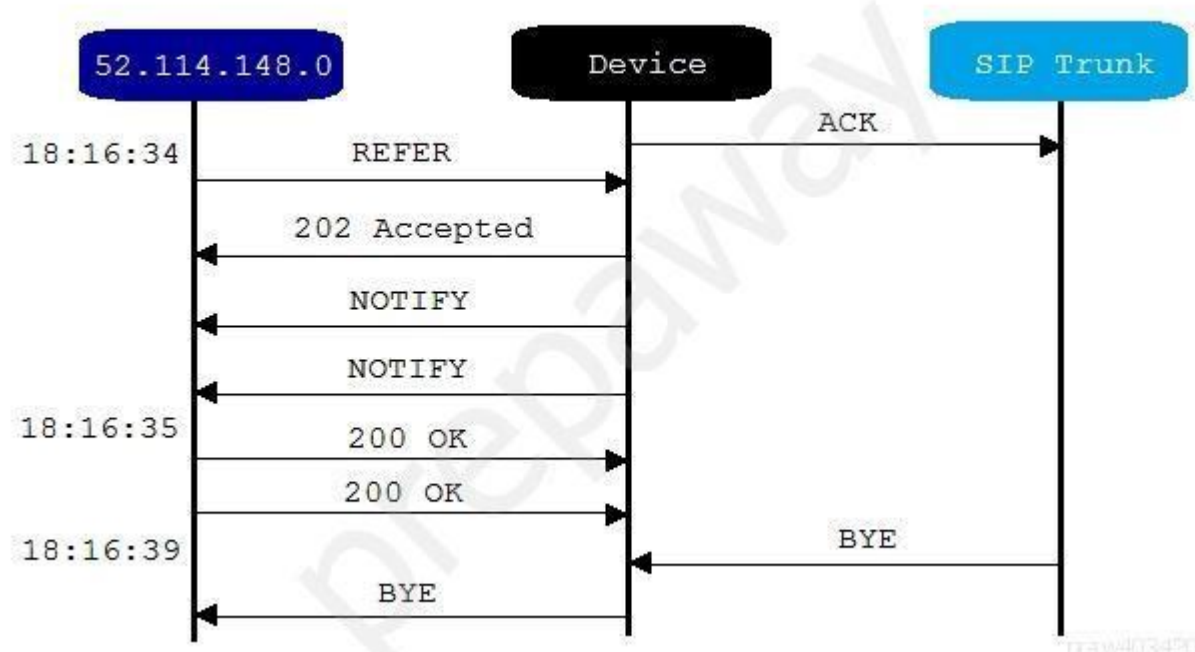 52.114.148.0
Device
SIP Trunk
ACK
18:16:34
REFER
202 Accepted
NOTIFY
NOTIFY
18:16:35
200 OK
200 OK
18:16:39
BYE
BYE
prepaway